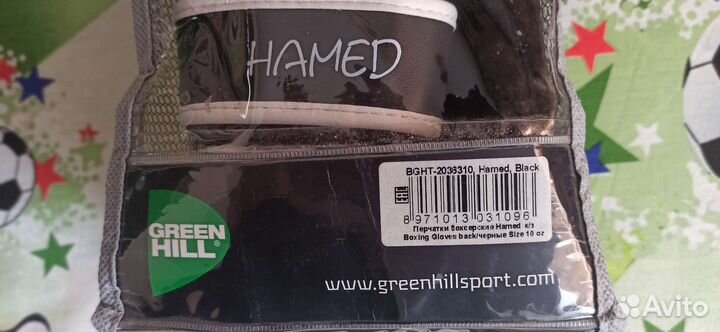 HAMED
BGHT-2036310, Hamed, Black
EAC
8 971013 031096
Перчатки боксерские Hamed к/з
Boxing Gloves back/черные Size 10 oz
GREEN
HILL®
www.greenhillsport.com
Avito